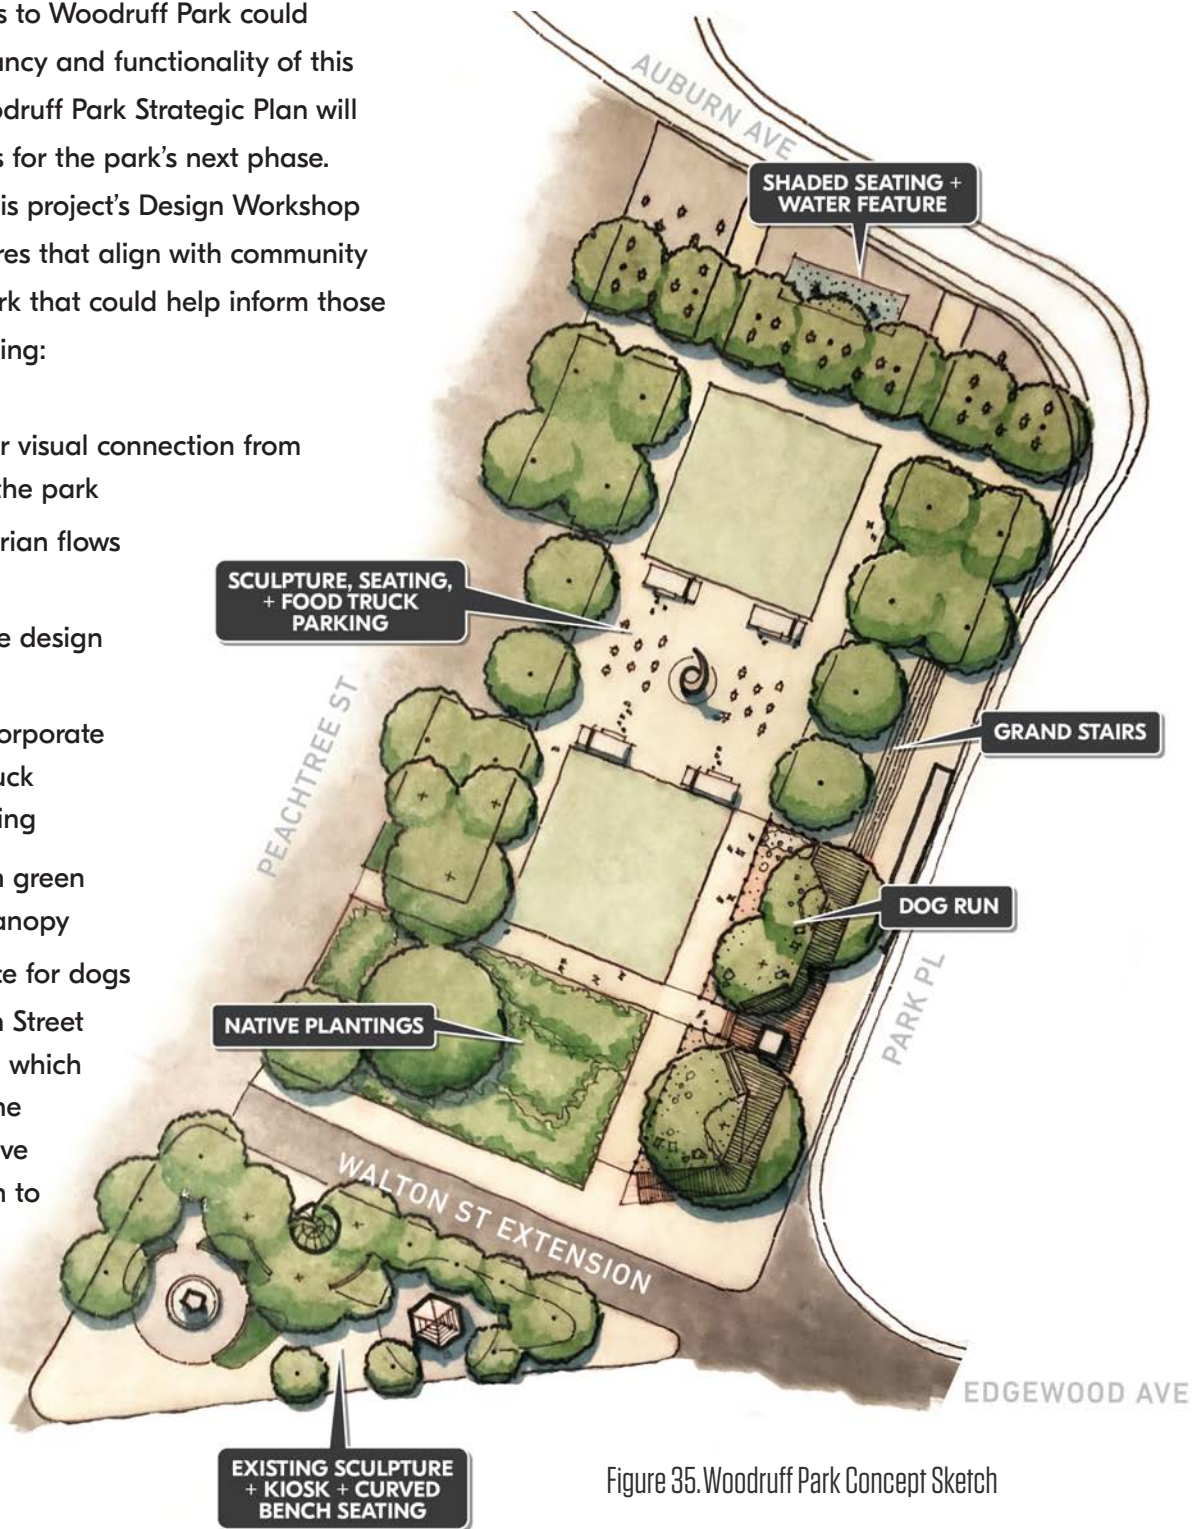 s to Woodruff Park could
ancy and functionality of this
odruff Park Strategic Plan will
s for the park's next phase.
is project's Design Workshop
res that align with community
rk that could help inform those
ing:
r visual connection from
the park
rian flows
e design
orporate
uck
ing
n green
anopy
ce for dogs
n Street
which
ne
ve
n to
AUBURN AVE
SHADED SEATING +
WATER FEATURE
SCULPTURE, SEATING,
+ FOOD TRUCK
PARKING
PEACHTREE ST
GRAND STAIRS
DOG RUN
PARK PL
NATIVE PLANTINGS
WALTON ST EXTENSION
EDGEWOOD AVE
EXISTING SCULPTURE
+ KIOSK + CURVED
BENCH SEATING
Figure 35. Woodruff Park Concept Sketch